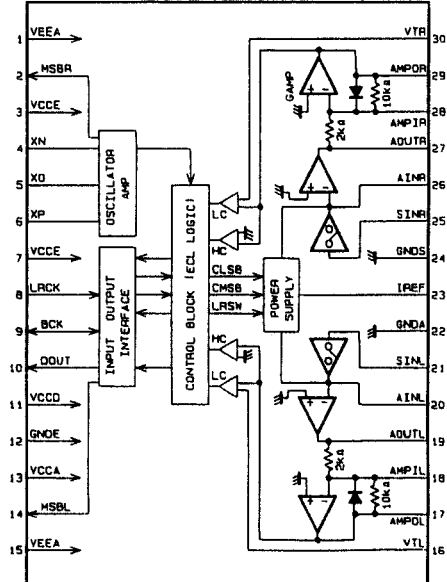 1 VEEA
2 MSBR
3 VCCE
4 XN
5 XO
6 XP
7 VCCE
8 LRCK
9 BCK
10 DOUT
11 VCCD
12 GNDE
13 VCCA
14 MSBL
15 VEEA
OSCILLATOR
AMP
INPUT OUTPUT
INTERFACE
CONTROL BLOCK (ECL LOGIC)
LC
HC
CLSB
CMSB
LRSW
HC
LC
POWER
SUPPLY
GAMP
2kΩ
10kΩ
2kΩ
10kΩ
VTR 30
AMPOR 29
28
AMPIR
AOUTR 27
AINR 26
SINR 25
GNDS 24
IREF 23
GNDA 22
SINL 21
AINL 20
AOUTL 19
AMPIL 18
17
AMPOL
VTL 16